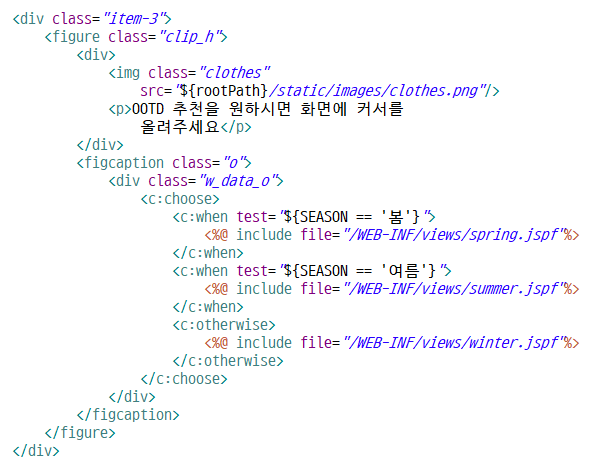 <div class="item-3">
    <figure class="clip_h">
        <div>
            <img class="clothes"
                src="${rootPath}/static/images/clothes.png"/>
            <p>OOTD 추천을 원하시면 화면에 커서를
                올려주세요</p>
        </div>
        <figcaption class="o">
            <div class="w_data_o">
                <c:choose>
                    <c:when test="${SEASON == '봄'}">
                        <%@ include file="/WEB-INF/views/spring.jspf"%>
                    </c:when>
                    <c:when test="${SEASON == '여름'}">
                        <%@ include file="/WEB-INF/views/summer.jspf"%>
                    </c:when>
                    <c:otherwise>
                        <%@ include file="/WEB-INF/views/winter.jspf"%>
                    </c:otherwise>
                </c:choose>
            </div>
        </figcaption>
    </figure>
</div>